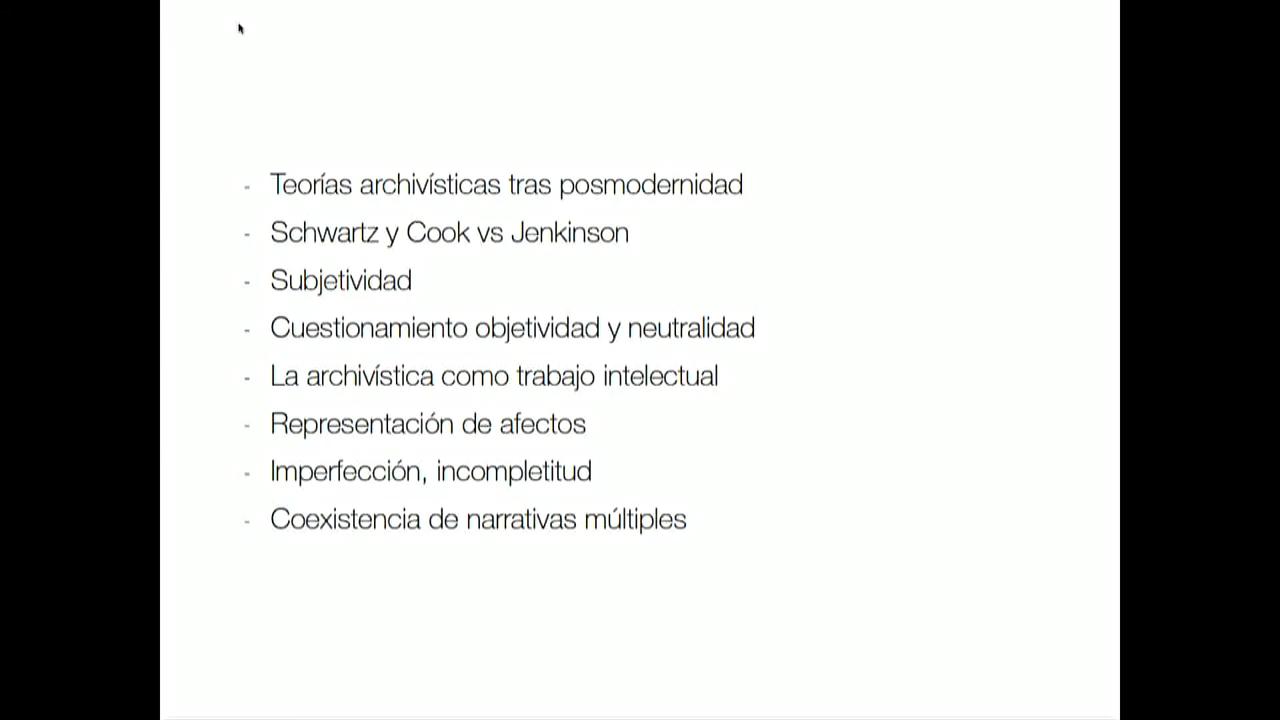 - Teorías archivísticas tras posmodernidad
- Schwartz y Cook vs Jenkinson
- Subjetividad
- Cuestionamiento objetividad y neutralidad
- La archivística como trabajo intelectual
- Representación de afectos
- Imperfección, incompletitud
- Coexistencia de narrativas múltiples